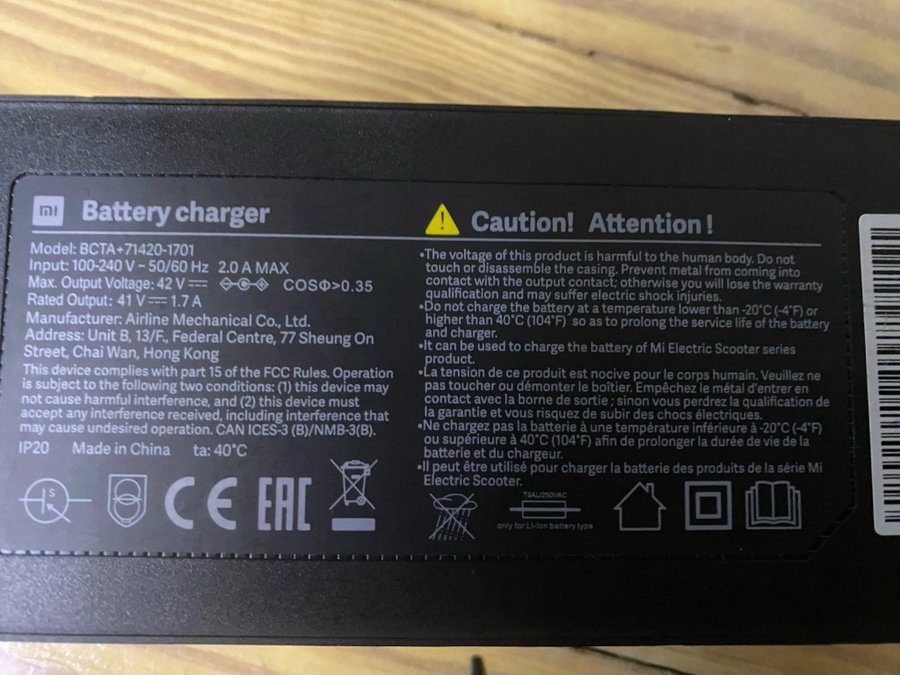 mi Battery charger
Model: BCTA+71420-1701
Input: 100-240 V ~ 50/60 Hz 2.0 A MAX
Max. Output Voltage: 42 V ⎓ COSΦ>0.35
Rated Output: 41 V ⎓ 1.7 A
Manufacturer: Airline Mechanical Co., Ltd.
Address: Unit B, 13/F., Federal Centre, 77 Sheung On
Street, Chai Wan, Hong Kong
This device complies with part 15 of the FCC Rules. Operation
is subject to the following two conditions: (1) this device may
not cause harmful interference, and (2) this device must
accept any interference received, including interference that
may cause undesired operation. CAN ICES-3 (B)/NMB-3(B).
IP20 Made in China ta: 40°C
S
CE EAC
Caution! Attention !
•The voltage of this product is harmful to the human body. Do not
touch or disassemble the casing. Prevent metal from coming into
contact with the output contact; otherwise you will lose the warranty
qualification and may suffer electric shock injuries.
•Do not charge the battery at a temperature lower than -20°C (-4°F) or
higher than 40°C (104°F) so as to prolong the service life of the battery
and charger.
•It can be used to charge the battery of Mi Electric Scooter series
product.
•La tension de ce produit est nocive pour le corps humain. Veuillez ne
pas toucher ou démonter le boîtier. Empêchez le métal d'entrer en
contact avec la borne de sortie ; sinon vous perdrez la qualification de
la garantie et vous risquez de subir des chocs électriques.
•Ne chargez pas la batterie à une température inférieure à -20°C (-4°F)
ou supérieure à 40°C (104°F) afin de prolonger la durée de vie de la
batterie et du chargeur.
•Il peut être utilisé pour charger la batterie des produits de la série Mi
Electric Scooter.
T5AL/250VAC
only for Li-Ion battery type